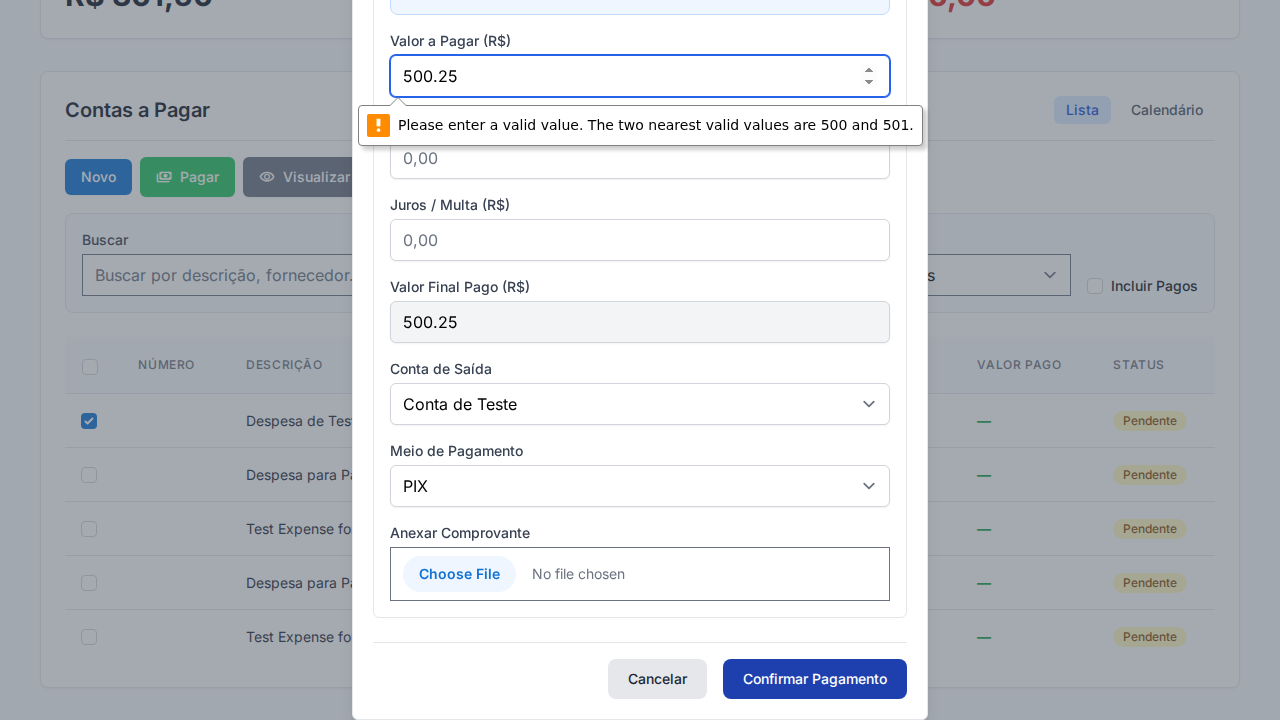 Valor a Pagar (R$)
500.25
Please enter a valid value. The two nearest valid values are 500 and 501.
0,00
Juros / Multa (R$)
0,00
Valor Final Pago (R$)
500.25
Conta de Saída
Conta de Teste
Meio de Pagamento
PIX
Anexar Comprovante
Choose File No file chosen
Cancelar Confirmar Pagamento
Contas a Pagar
Lista Calendário
Novo Pagar Visualizar
Buscar
Buscar por descrição, fornecedor.
Incluir Pagos
NÚMERO DESCRIÇÃO VALOR PAGO STATUS
Despesa de Tes — Pendente
Despesa para Pa — Pendente
Test Expense fo — Pendente
Despesa para Pa — Pendente
Test Expense fo — Pendente